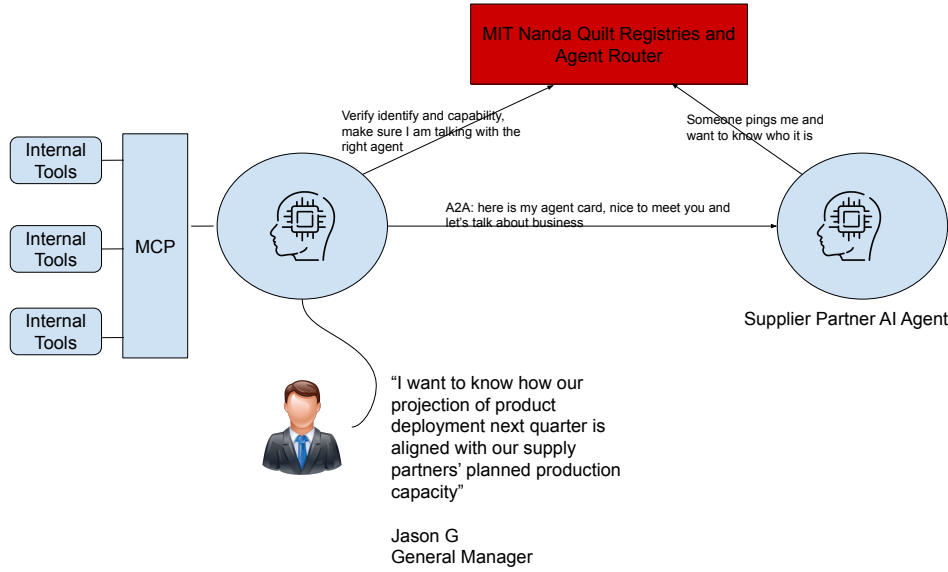 MIT Nanda Quilt Registries and
Agent Router
Verify identity and capability,
make sure I am talking with the
right agent
Someone pings me and
want to know who it is
Internal
Tools
Internal
Tools
Internal
Tools
MCP
A2A: here is my agent card, nice to meet you and
let's talk about business
Supplier Partner AI Agent
“I want to know how our
projection of product
deployment next quarter is
aligned with our supply
partners’ planned production
capacity”
Jason G
General Manager